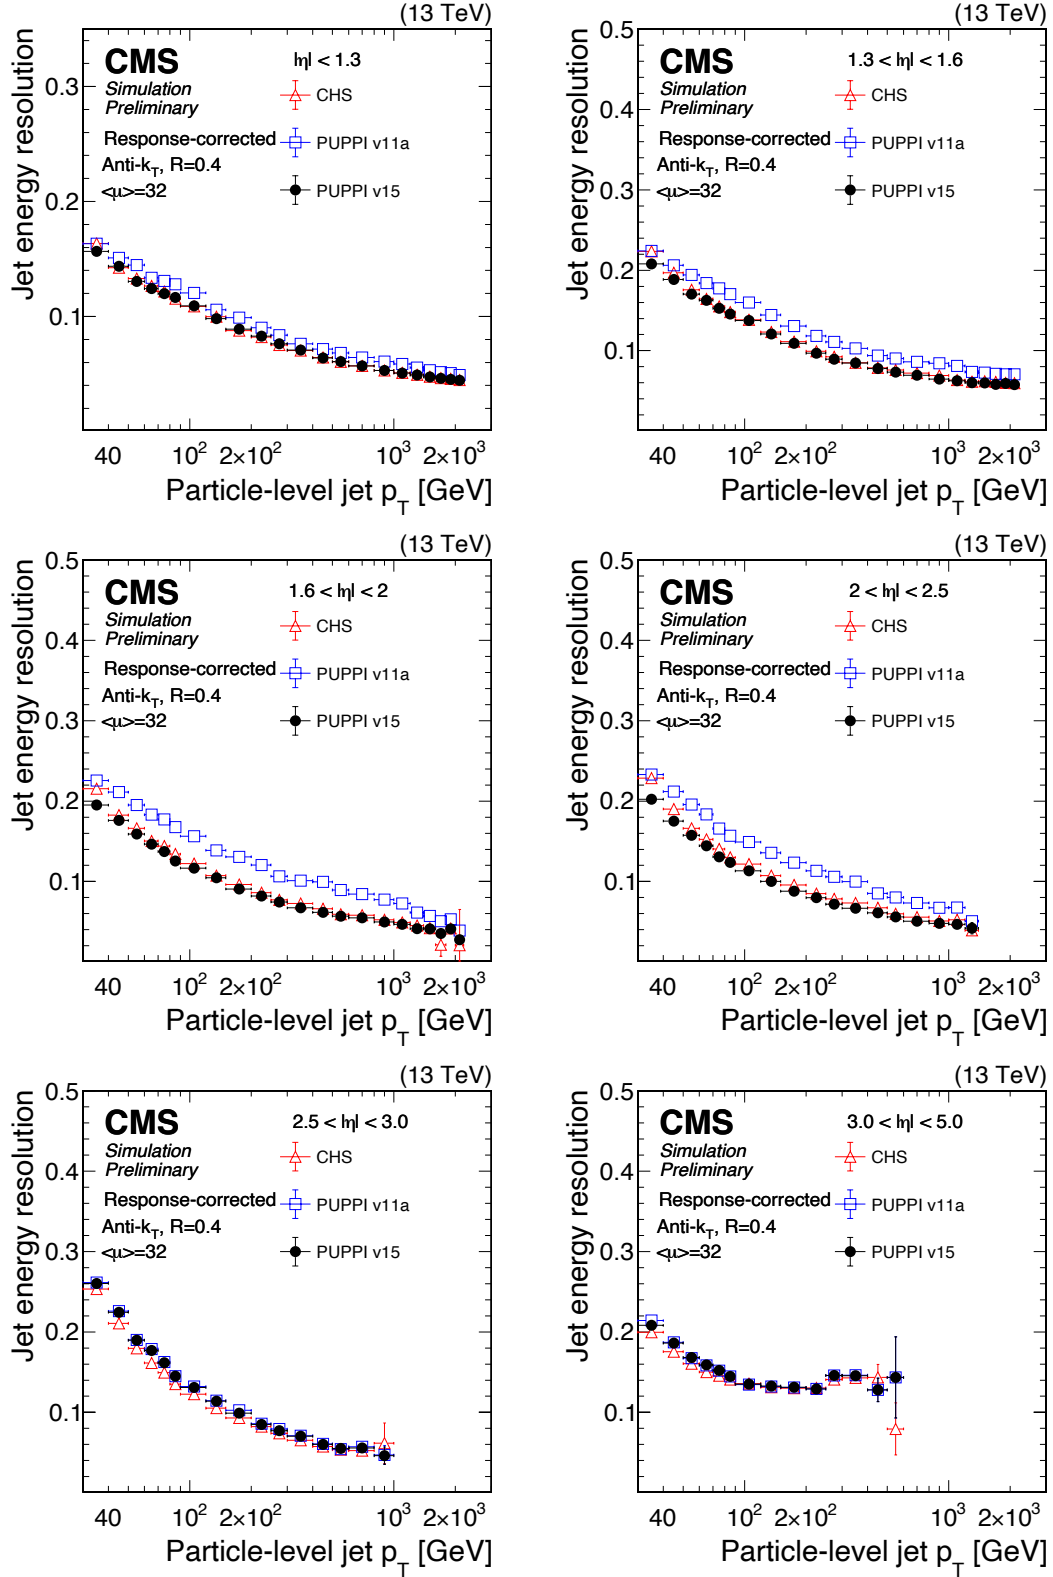 (13 TeV)
CMS
Simulation
Preliminary
Response-corrected
Anti-k_T, R=0.4
<μ>=32
|η| < 1.3
CHS
PUPPI v11a
PUPPI v15
Jet energy resolution
0.3
0.2
0.1
40
10²
2×10²
10³
2×10³
Particle-level jet p_T [GeV]
(13 TeV)
CMS
Simulation
Preliminary
Response-corrected
Anti-k_T, R=0.4
<μ>=32
1.3 < |η| < 1.6
CHS
PUPPI v11a
PUPPI v15
Jet energy resolution
0.5
0.4
0.3
0.2
0.1
40
10²
2×10²
10³
2×10³
Particle-level jet p_T [GeV]
(13 TeV)
CMS
Simulation
Preliminary
Response-corrected
Anti-k_T, R=0.4
<μ>=32
1.6 < |η| < 2
CHS
PUPPI v11a
PUPPI v15
Jet energy resolution
0.5
0.4
0.3
0.2
0.1
40
10²
2×10²
10³
2×10³
Particle-level jet p_T [GeV]
(13 TeV)
CMS
Simulation
Preliminary
Response-corrected
Anti-k_T, R=0.4
<μ>=32
2 < |η| < 2.5
CHS
PUPPI v11a
PUPPI v15
Jet energy resolution
0.5
0.4
0.3
0.2
0.1
40
10²
2×10²
10³
2×10³
Particle-level jet p_T [GeV]
(13 TeV)
CMS
Simulation
Preliminary
Response-corrected
Anti-k_T, R=0.4
<μ>=32
2.5 < |η| < 3.0
CHS
PUPPI v11a
PUPPI v15
Jet energy resolution
0.5
0.4
0.3
0.2
0.1
40
10²
2×10²
10³
2×10³
Particle-level jet p_T [GeV]
(13 TeV)
CMS
Simulation
Preliminary
Response-corrected
Anti-k_T, R=0.4
<μ>=32
3.0 < |η| < 5.0
CHS
PUPPI v11a
PUPPI v15
Jet energy resolution
0.5
0.4
0.3
0.2
0.1
40
10²
2×10²
10³
2×10³
Particle-level jet p_T [GeV]